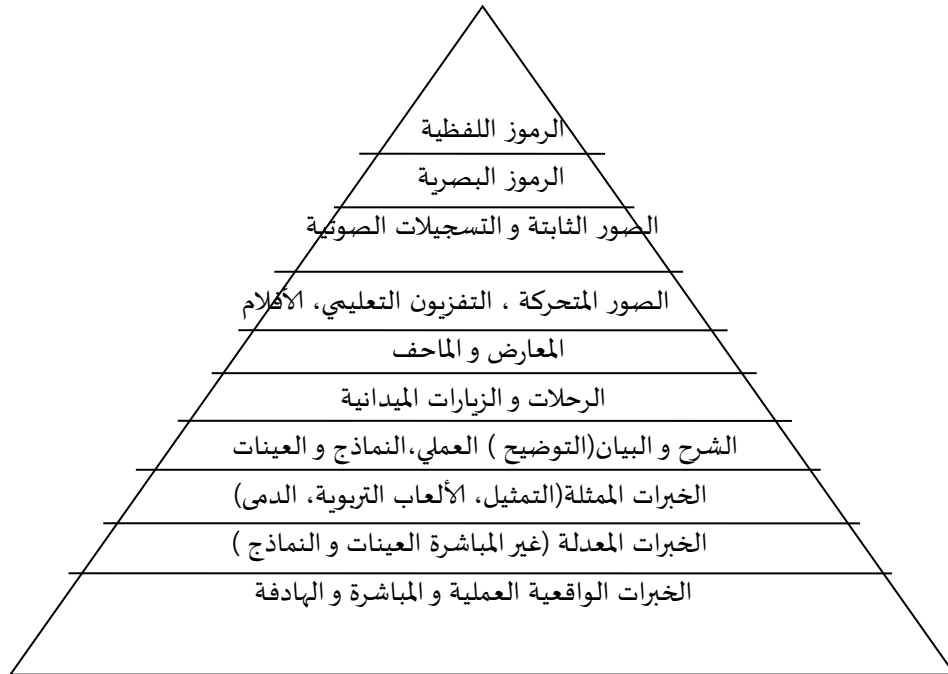 الرموز اللفظية
الرموز البصرية
الصور الثابتة و التسجيلات الصوتية
الصور المتحركة ، التفزيون التعليمي، الأفلام
المعارض و الماحف
الرحلات و الزيارات الميدانية
الشرح و البيان(التوضيح ) العملي،النماذج و العينات
الخبرات الممثلة(التمثيل، الألعاب التربوية، الدمى)
الخبرات المعدلة (غير المباشرة العينات و النماذج )
الخبرات الواقعية العملية و المباشرة و الهادفة